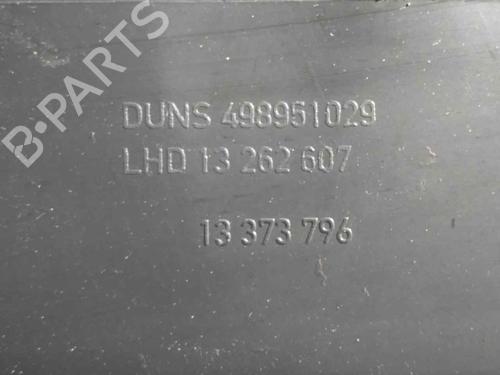 B-PARTS
DUNS 498951029
LHD 13 262 607
13 373 796